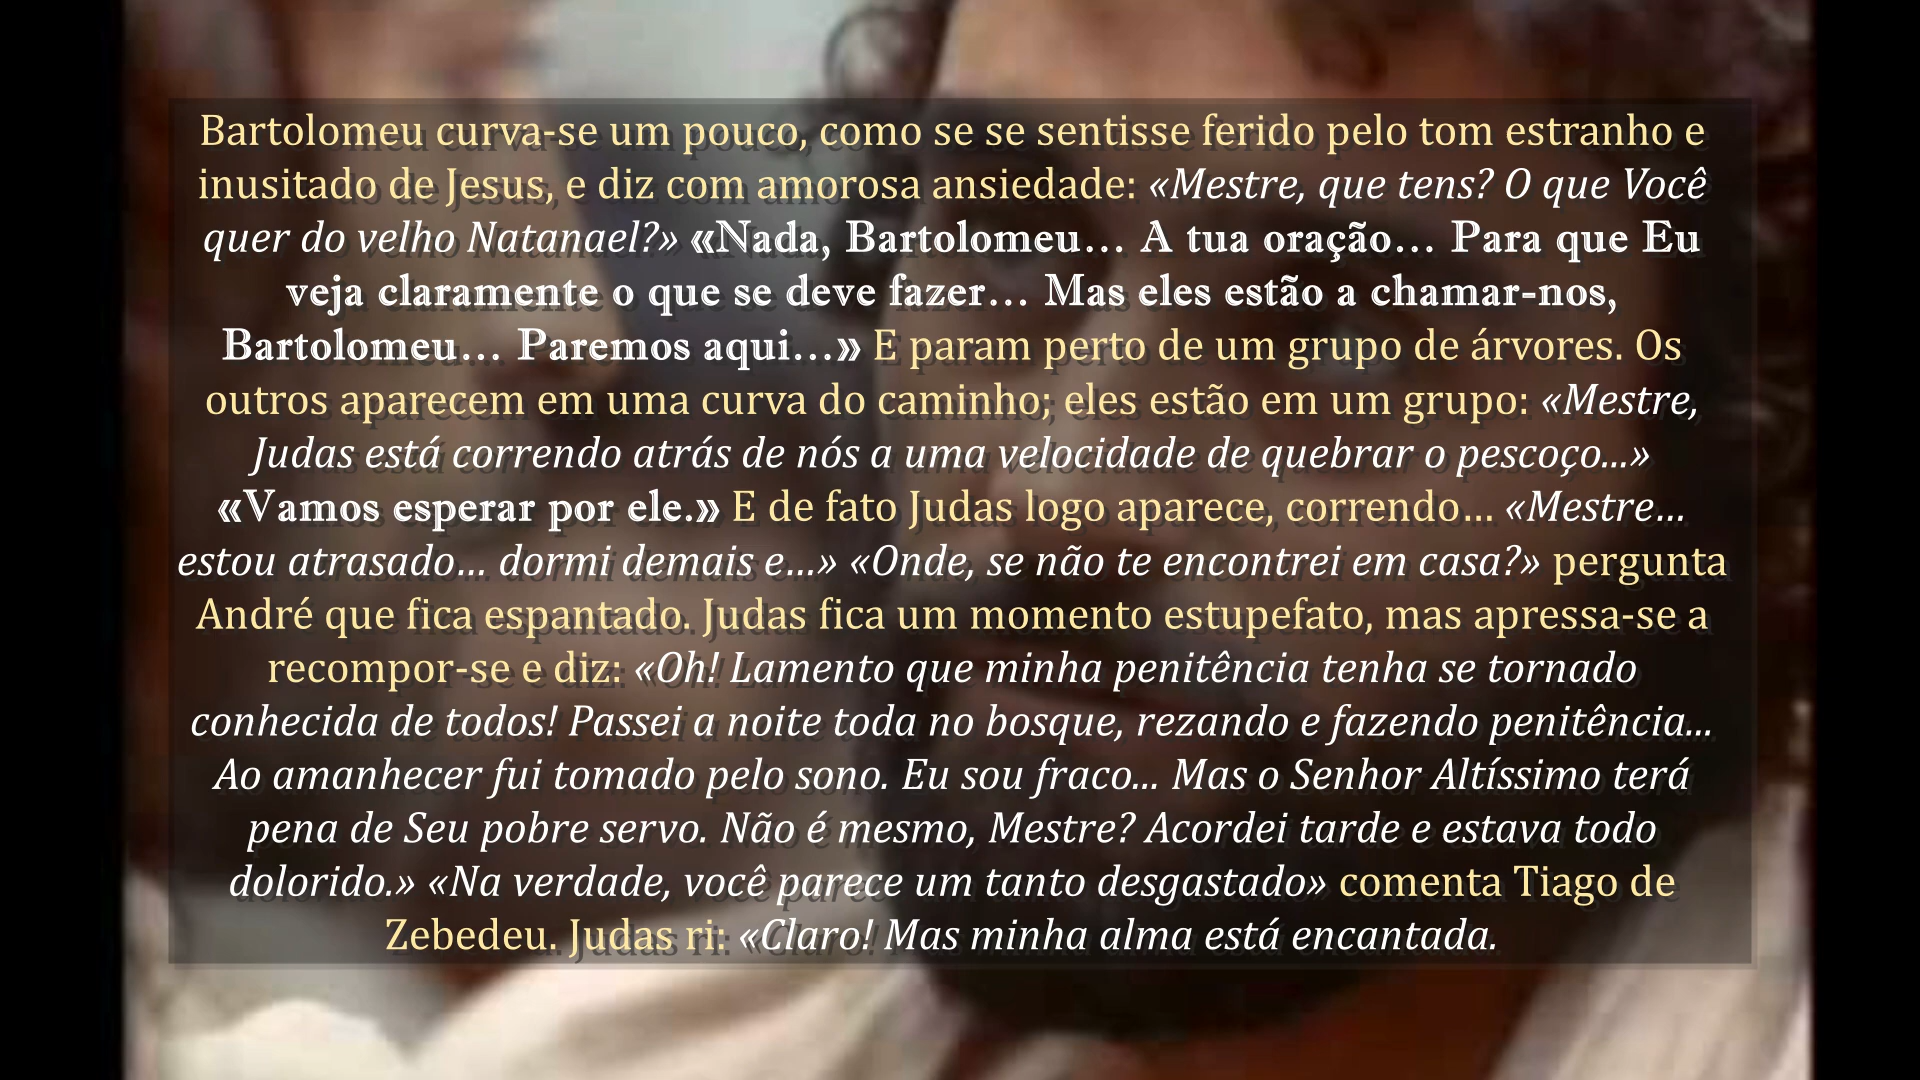 Bartolomeu curva-se um pouco, como se se sentisse ferido pelo tom estranho e
inusitado de Jesus, e diz com amorosa ansiedade: «Mestre, que tens? O que Você
quer do velho Natanael?» «Nada, Bartolomeu… A tua oração… Para que Eu
veja claramente o que se deve fazer… Mas eles estão a chamar-nos,
Bartolomeu… Paremos aqui…» E param perto de um grupo de árvores. Os
outros aparecem em uma curva do caminho; eles estão em um grupo: «Mestre,
Judas está correndo atrás de nós a uma velocidade de quebrar o pescoço...»
«Vamos esperar por ele.» E de fato Judas logo aparece, correndo… «Mestre…
estou atrasado… dormi demais e…» «Onde, se não te encontrei em casa?» pergunta
André que fica espantado. Judas fica um momento estupefato, mas apressa-se a
recompor-se e diz: «Oh! Lamento que minha penitência tenha se tornado
conhecida de todos! Passei a noite toda no bosque, rezando e fazendo penitência...
Ao amanhecer fui tomado pelo sono. Eu sou fraco... Mas o Senhor Altíssimo terá
pena de Seu pobre servo. Não é mesmo, Mestre? Acordei tarde e estava todo
dolorido.» «Na verdade, você parece um tanto desgastado» comenta Tiago de
Zebedeu. Judas ri: «Claro! Mas minha alma está encantada.